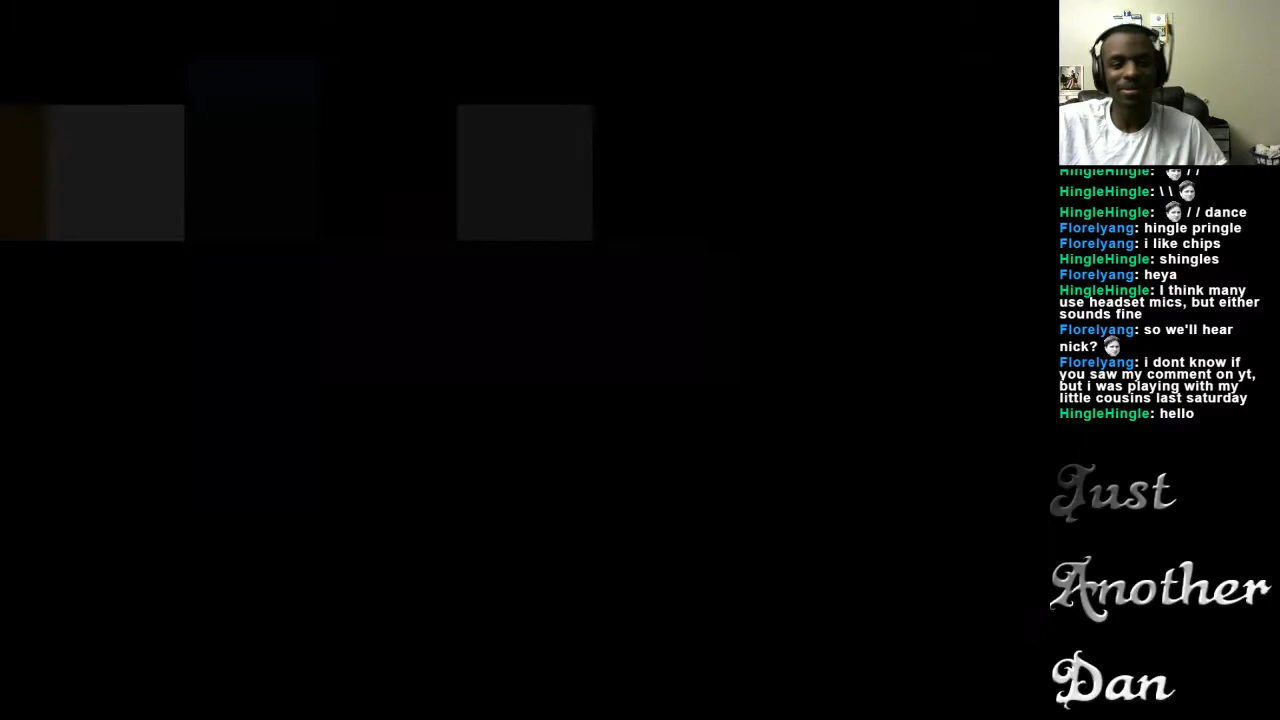 HingleHingle: / /
HingleHingle: \ \
HingleHingle: / / dance
Florelyang: hingle pringle
Florelyang: i like chips
HingleHingle: shingles
Florelyang: heya
HingleHingle: I think many
use headset mics, but either
sounds fine
Florelyang: so we'll hear
nick?
Florelyang: i dont know if
you saw my comment on yt,
but i was playing with my
little cousins last saturday
HingleHingle: hello
Just
Another
Dan